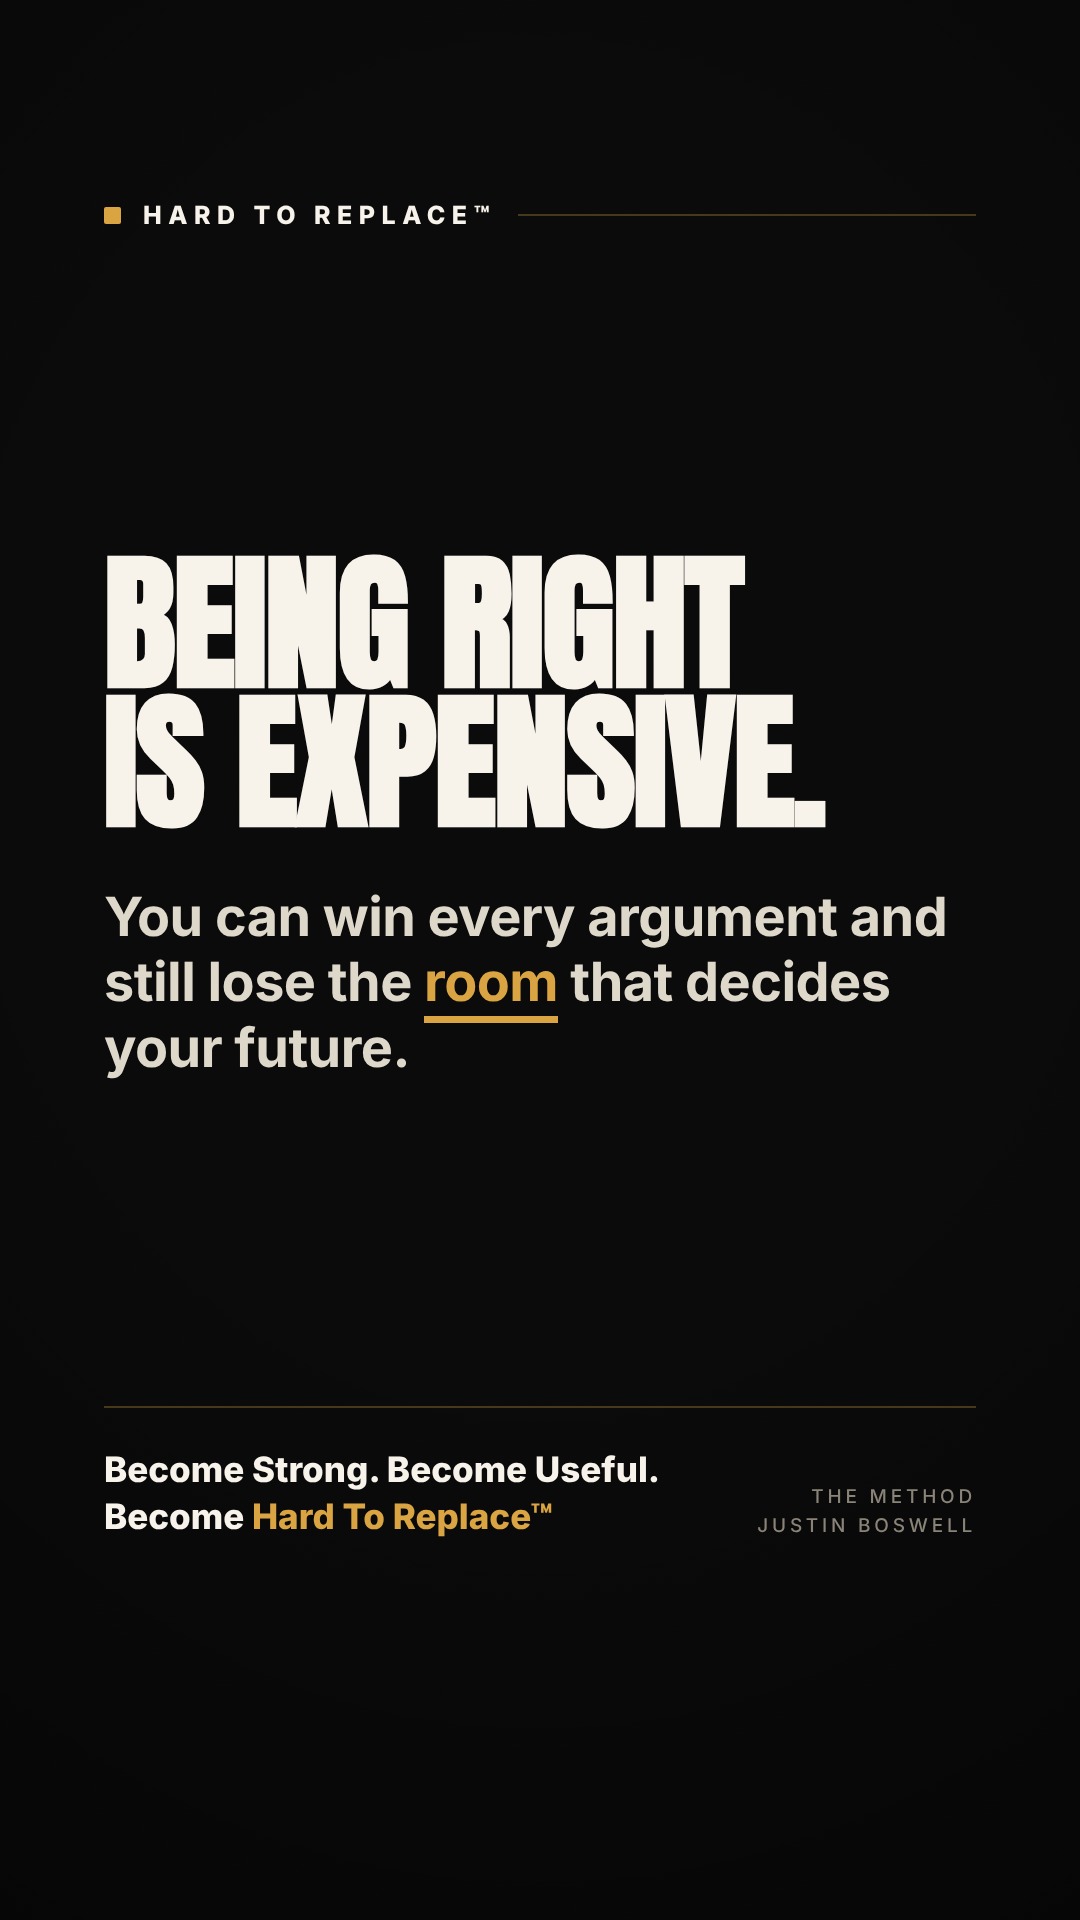 HARD TO REPLACE™
BEING RIGHT
IS EXPENSIVE.
You can win every argument and
still lose the room that decides
your future.
Become Strong. Become Useful.
Become Hard To Replace™
THE METHOD
JUSTIN BOSWELL